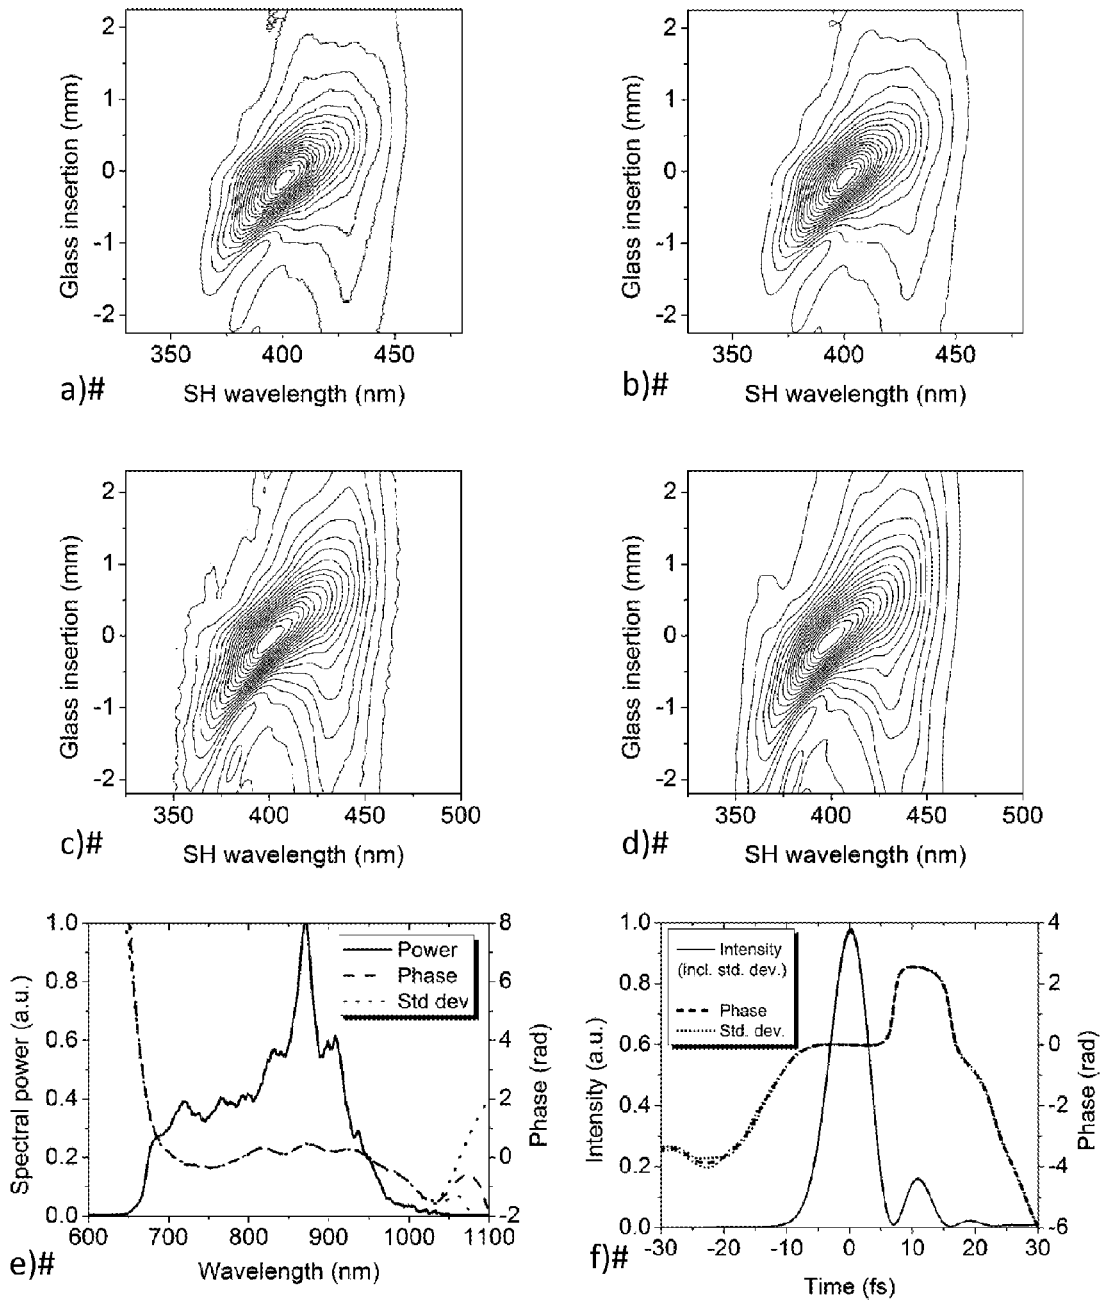 2
1
0
-1
-2
Glass insertion (mm)
350
400
450
SH wavelength (nm)
a)#
2
1
0
-1
-2
Glass insertion (mm)
350
400
450
SH wavelength (nm)
b)#
2
1
0
-1
-2
Glass insertion (mm)
350
400
450
500
SH wavelength (nm)
c)#
2
1
0
-1
-2
Glass insertion (mm)
350
400
450
500
SH wavelength (nm)
d)#
1.0
0.8
0.6
0.4
0.2
0.0
Spectral power (a.u.)
Power
Phase
Std dev
8
6
4
2
0
-2
Phase (rad)
600
700
800
900
1000
1100
Wavelength (nm)
e)#
1.0
0.8
0.6
0.4
0.2
0.0
Intensity (a.u.)
Intensity
(incl. std. dev.)
Phase
Std. dev.
4
2
0
-2
-4
-6
Phase (rad)
-30
-20
-10
0
10
20
30
Time (fs)
f)#